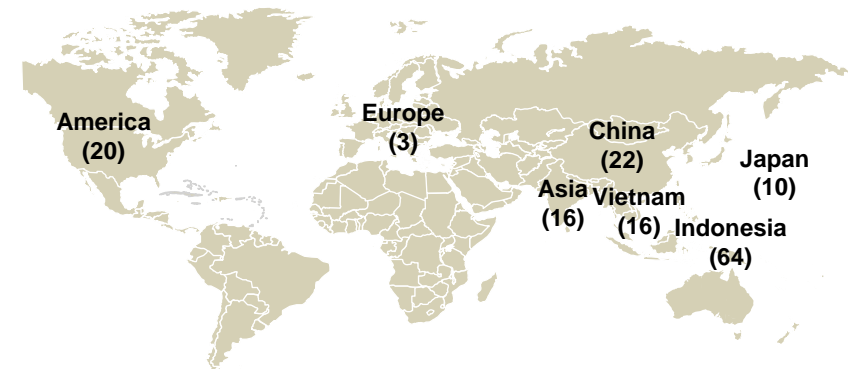 America
(20)
Europe
(3)
China
(22)
Japan
(10)
Asia
(16)
Vietnam
(16)
Indonesia
(64)